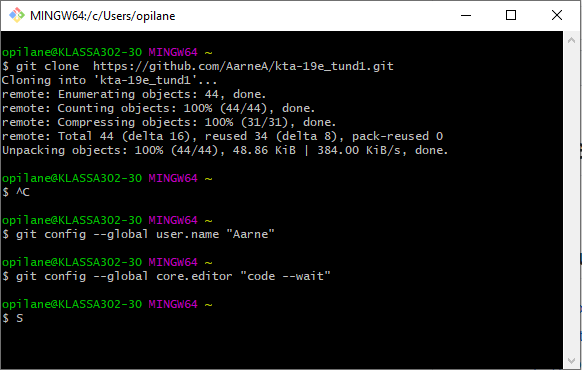 MINGW64:/c/Users/opilane
opilane@KLASSA302-30 MINGW64 ~
$ git clone  https://github.com/AarneA/kta-19e_tund1.git
Cloning into 'kta-19e_tund1'...
remote: Enumerating objects: 44, done.
remote: Counting objects: 100% (44/44), done.
remote: Compressing objects: 100% (31/31), done.
remote: Total 44 (delta 16), reused 34 (delta 8), pack-reused 0
Unpacking objects: 100% (44/44), 48.86 KiB | 384.00 KiB/s, done.
opilane@KLASSA302-30 MINGW64 ~
$ ^C
opilane@KLASSA302-30 MINGW64 ~
$ git config --global user.name "Aarne"
opilane@KLASSA302-30 MINGW64 ~
$ git config --global core.editor "code --wait"
opilane@KLASSA302-30 MINGW64 ~
$ S